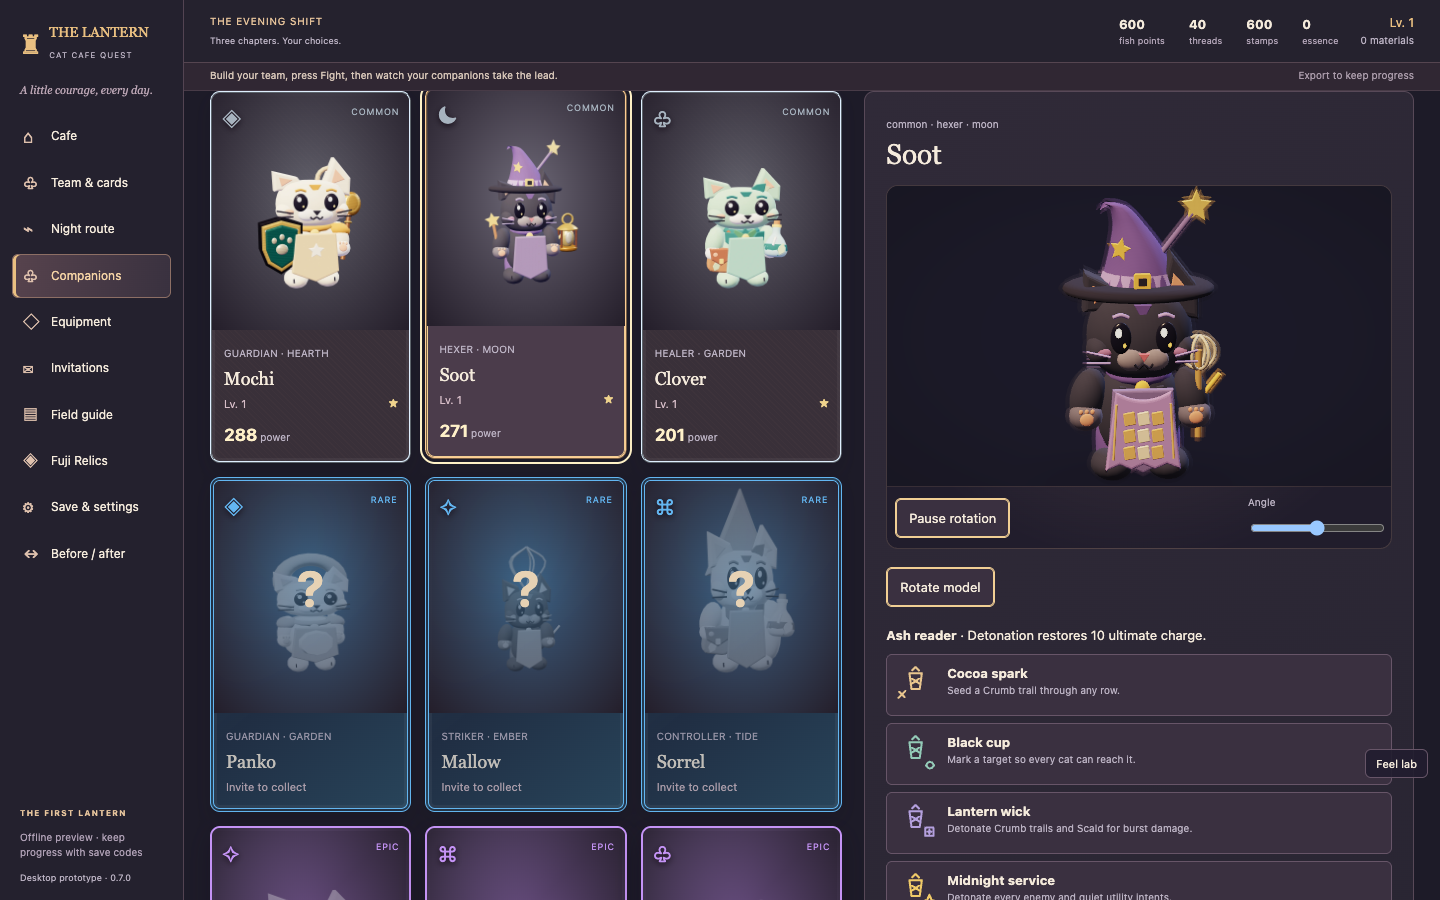 THE LANTERN
CAT CAFE QUEST
A little courage, every day.
Cafe
Team & cards
Night route
Companions
Equipment
Invitations
Field guide
Fuji Relics
Save & settings
Before / after
THE FIRST LANTERN
Offline preview · keep
progress with save codes
Desktop prototype · 0.7.0
THE EVENING SHIFT
Three chapters. Your choices.
600
fish points
40
threads
600
stamps
0
essence
Lv. 1
0 materials
Build your team, press Fight, then watch your companions take the lead.
Export to keep progress
COMMON
GUARDIAN · HEARTH
Mochi
Lv. 1
288 power
COMMON
HEXER · MOON
Soot
Lv. 1
271 power
COMMON
HEALER · GARDEN
Clover
Lv. 1
201 power
RARE
?
GUARDIAN · GARDEN
Panko
Invite to collect
RARE
?
STRIKER · EMBER
Mallow
Invite to collect
RARE
?
CONTROLLER · TIDE
Sorrel
Invite to collect
EPIC
EPIC
EPIC
common · hexer · moon
Soot
Pause rotation
Angle
Rotate model
Ash reader · Detonation restores 10 ultimate charge.
Cocoa spark
Seed a Crumb trail through any row.
Black cup
Mark a target so every cat can reach it.
Lantern wick
Detonate Crumb trails and Scald for burst damage.
Midnight service
Detonate every enemy and quiet utility intents.
Feel lab